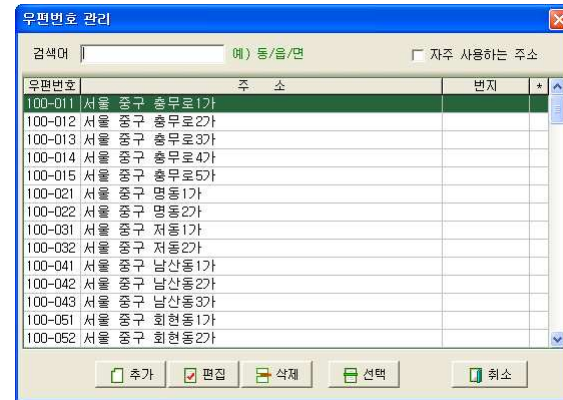 우편번호 관리
검색어 예) 동/읍/면 자주 사용하는 주소
우편번호 주 소 번지 *
100-011 서울 중구 충무로1가
100-012 서울 중구 충무로2가
100-013 서울 중구 충무로3가
100-014 서울 중구 충무로4가
100-015 서울 중구 충무로5가
100-021 서울 중구 명동1가
100-022 서울 중구 명동2가
100-031 서울 중구 저동1가
100-032 서울 중구 저동2가
100-041 서울 중구 남산동1가
100-042 서울 중구 남산동2가
100-043 서울 중구 남산동3가
100-051 서울 중구 회현동1가
100-052 서울 중구 회현동2가
추가 편집 삭제 선택 취소